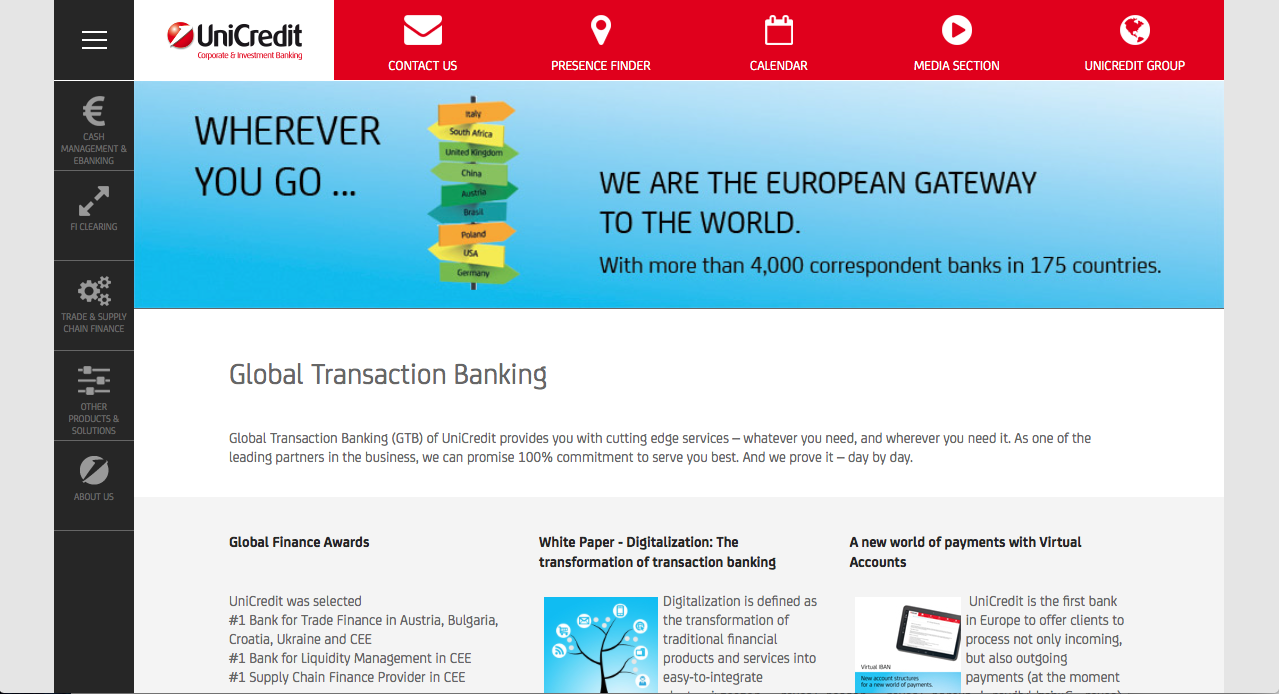 UniCredit
Corporate & Investment Banking
CONTACT US
PRESENCE FINDER
CALENDAR
MEDIA SECTION
UNICREDIT GROUP
CASH
MANAGEMENT &
EBANKING
FI CLEARING
TRADE & SUPPLY
CHAIN FINANCE
OTHER
PRODUCTS &
SOLUTIONS
ABOUT US
WHEREVER
YOU GO ...
Italy
South Africa
United Kingdom
China
Austria
Brasil
Poland
USA
Germany
WE ARE THE EUROPEAN GATEWAY
TO THE WORLD.
With more than 4,000 correspondent banks in 175 countries.
Global Transaction Banking
Global Transaction Banking (GTB) of UniCredit provides you with cutting edge services – whatever you need, and wherever you need it. As one of the
leading partners in the business, we can promise 100% commitment to serve you best. And we prove it – day by day.
Global Finance Awards
UniCredit was selected
#1 Bank for Trade Finance in Austria, Bulgaria,
Croatia, Ukraine and CEE
#1 Bank for Liquidity Management in CEE
#1 Supply Chain Finance Provider in CEE
White Paper - Digitalization: The
transformation of transaction banking
Digitalization is defined as
the transformation of
traditional financial
products and services into
easy-to-integrate
A new world of payments with Virtual
Accounts
UniCredit is the first bank
in Europe to offer clients to
process not only incoming,
but also outgoing
payments (at the moment
Virtual IBAN
New account structures
for a new world of payments.